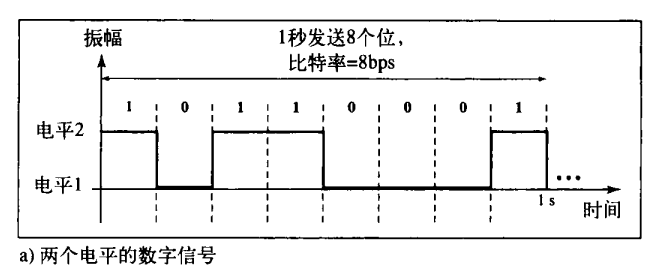 振幅
1秒发送8个位，
比特率=8bps
1 0 1 1 0 0 0 1
电平2
电平1
1 s
时间
a) 两个电平的数字信号